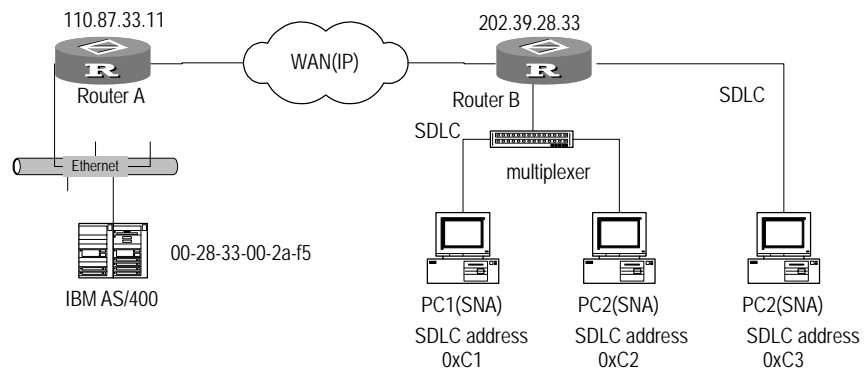 110.87.33.11
202.39.28.33
WAN(IP)
R
R
Router A
Router B
SDLC
SDLC
Ethernet
multiplexer
00-28-33-00-2a-f5
IBM AS/400
PC1(SNA)
PC2(SNA)
PC2(SNA)
SDLC address
0xC1
SDLC address
0xC2
SDLC address
0xC3